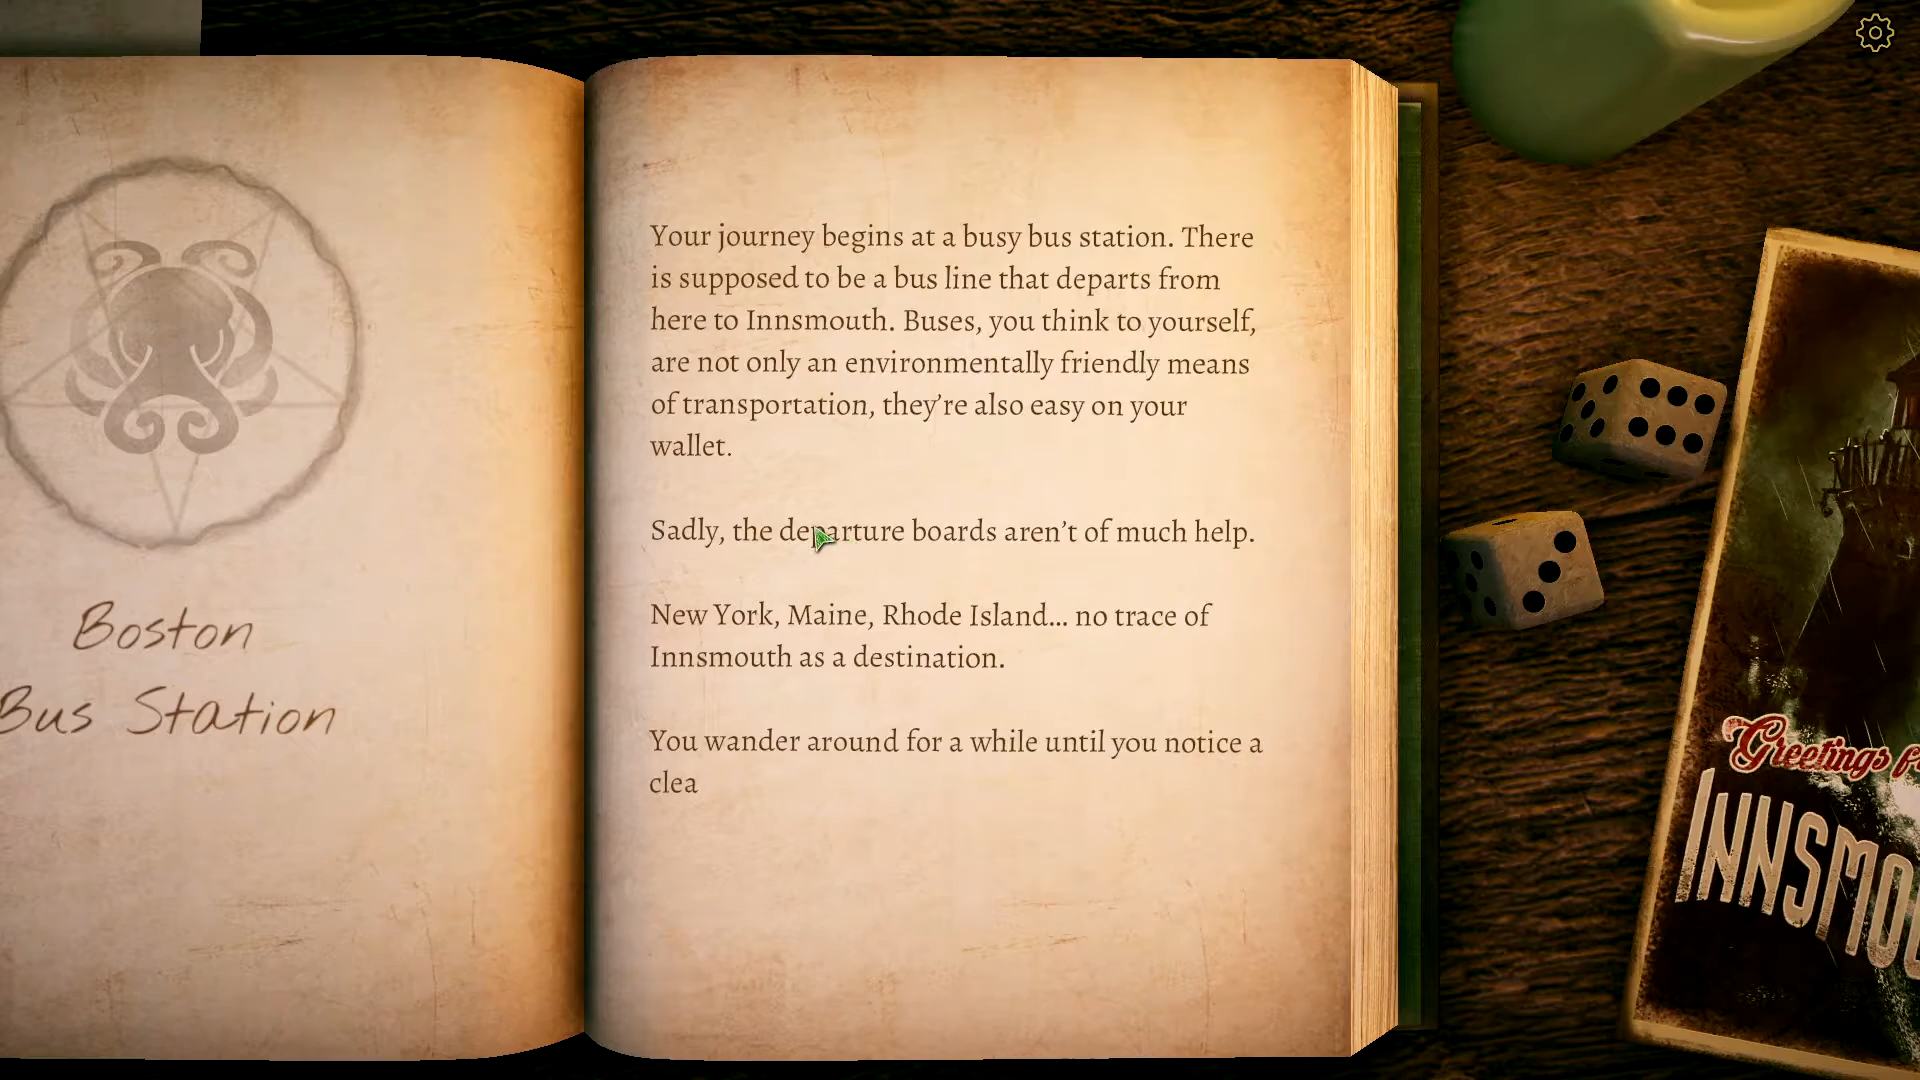 Boston
Bus Station
Your journey begins at a busy bus station. There
is supposed to be a bus line that departs from
here to Innsmouth. Buses, you think to yourself,
are not only an environmentally friendly means
of transportation, they're also easy on your
wallet.
Sadly, the departure boards aren't of much help.
New York, Maine, Rhode Island... no trace of
Innsmouth as a destination.
You wander around for a while until you notice a
clea
Greetings f
INNSMO